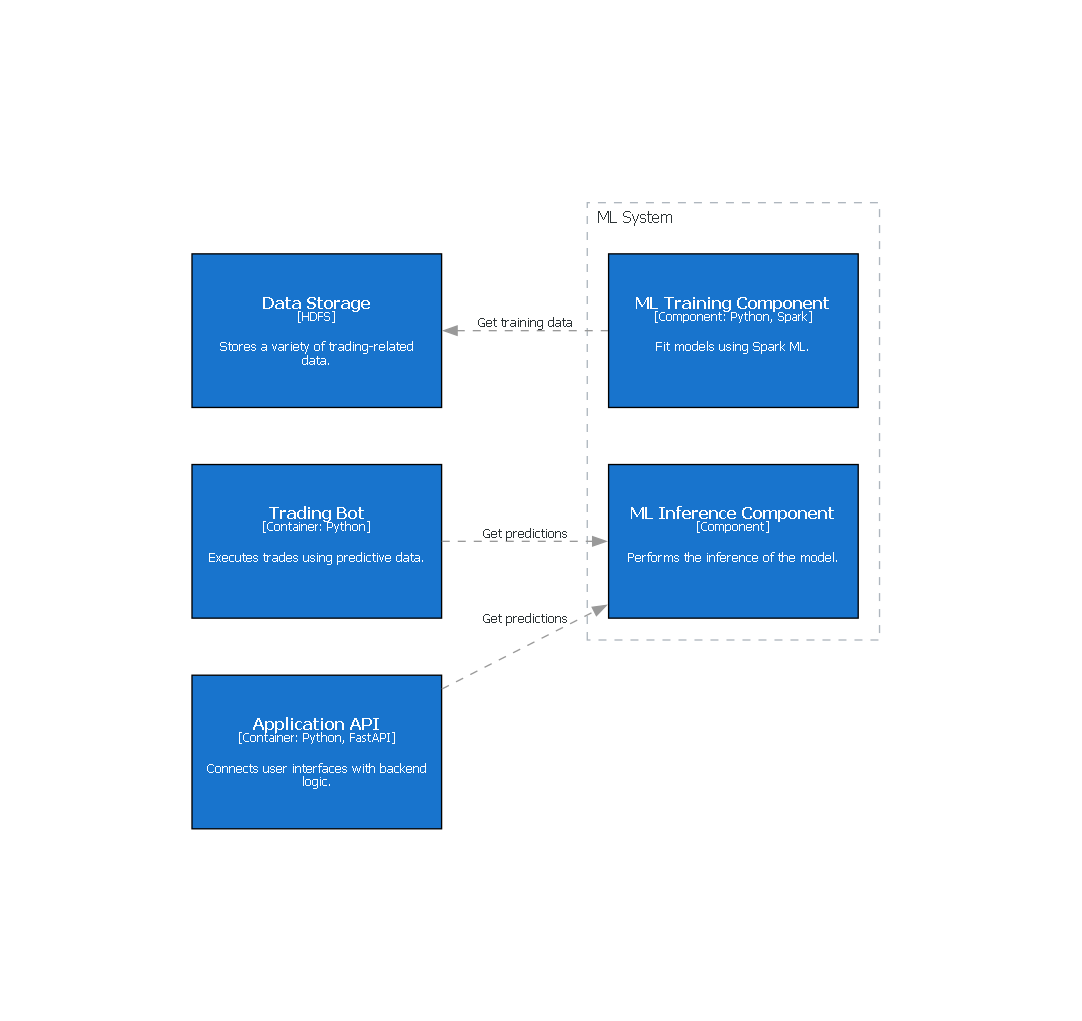 ML System
Data Storage
[HDFS]
Stores a variety of trading-related
data.
Get training data
ML Training Component
[Component: Python, Spark]
Fit models using Spark ML.
Trading Bot
[Container: Python]
Executes trades using predictive data.
Get predictions
ML Inference Component
[Component]
Performs the inference of the model.
Get predictions
Application API
[Container: Python, FastAPI]
Connects user interfaces with backend
logic.